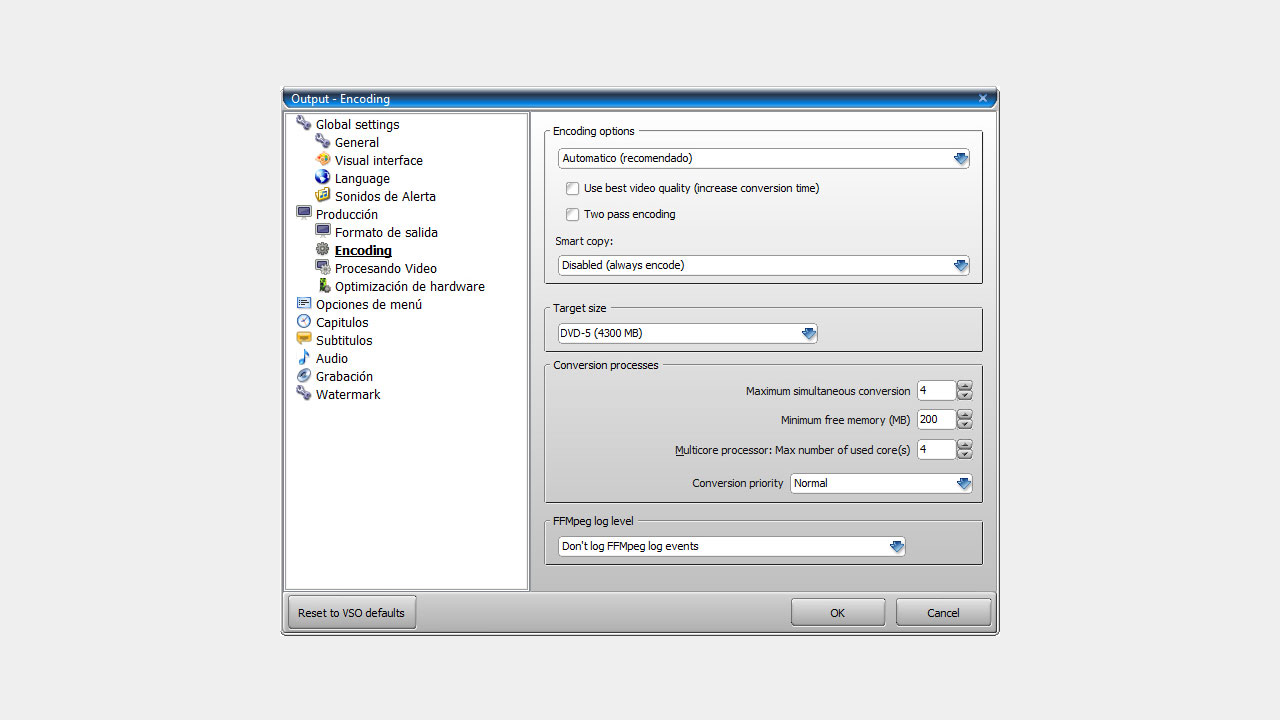 Output - Encoding
Global settings
General
Visual interface
Language
Sonidos de Alerta
Producción
Formato de salida
Encoding
Procesando Video
Optimización de hardware
Opciones de menú
Capitulos
Subtitulos
Audio
Grabación
Watermark
Encoding options
Automatico (recomendado)
Use best video quality (increase conversion time)
Two pass encoding
Smart copy:
Disabled (always encode)
Target size
DVD-5 (4300 MB)
Conversion processes
Maximum simultaneous conversion 4
Minimum free memory (MB) 200
Multicore processor: Max number of used core(s) 4
Conversion priority Normal
FFMpeg log level
Don't log FFMpeg log events
Reset to VSO defaults OK Cancel